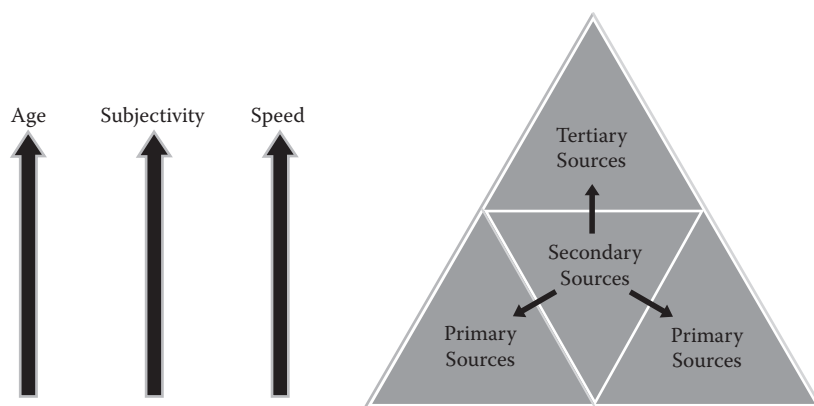 Age
Subjectivity
Speed
Tertiary
Sources
Secondary
Sources
Primary
Sources
Primary
Sources